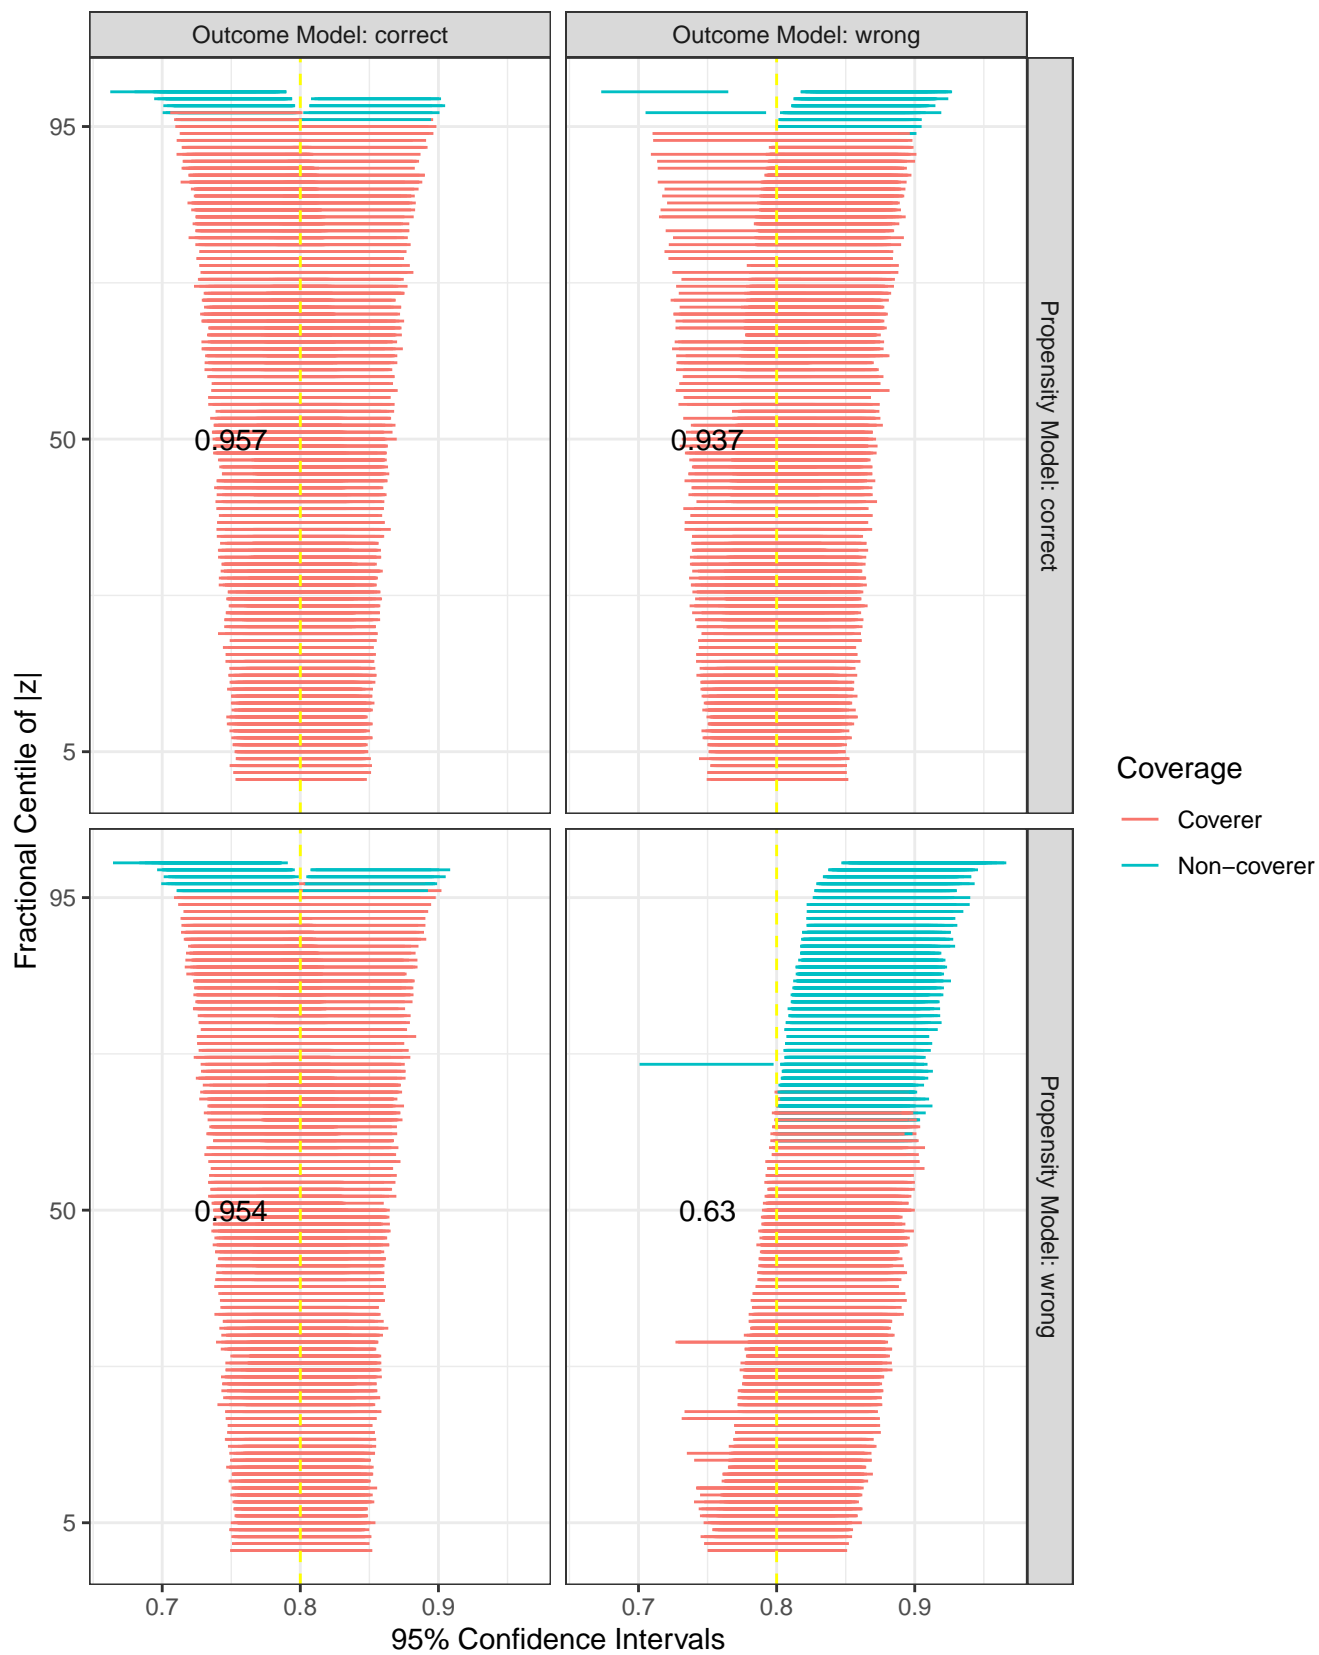 Outcome Model: correct
Outcome Model: wrong
Propensity Model: correct
Propensity Model: wrong
Fractional Centile of |z|
95
50
5
95
50
5
0.957
0.937
0.954
0.63
0.7
0.8
0.9
0.7
0.8
0.9
95% Confidence Intervals
Coverage
Coverer
Non−coverer